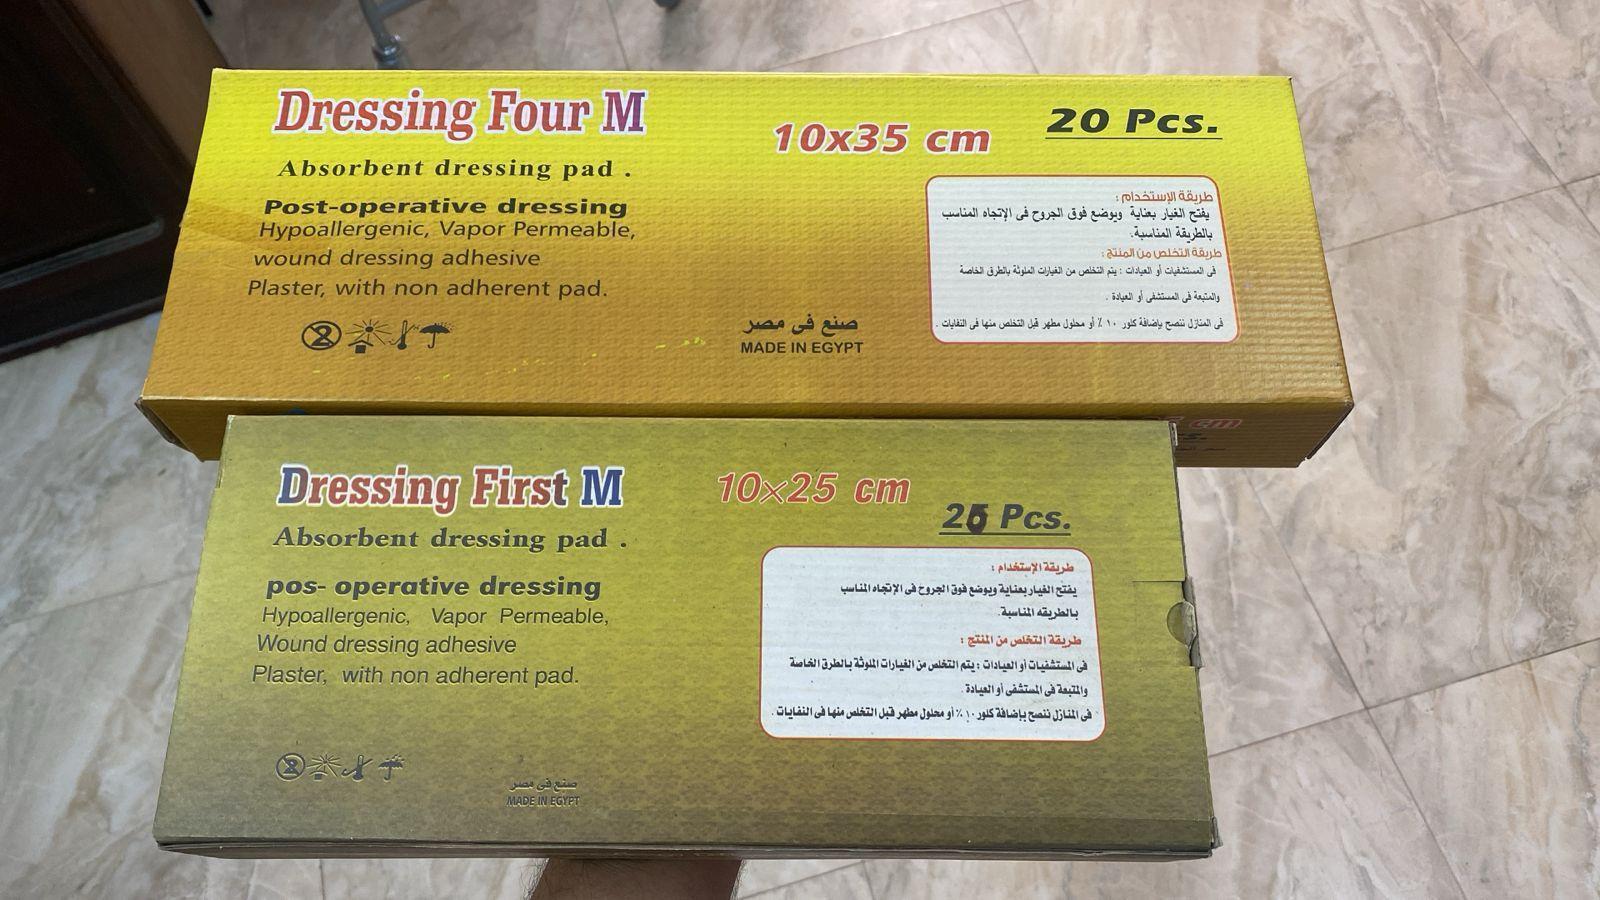 Dressing Four M
10x35 cm
20 Pcs.
Absorbent dressing pad .
Post-operative dressing
Hypoallergenic, Vapor Permeable,
wound dressing adhesive
Plaster, with non adherent pad.
صنع فى مصر
MADE IN EGYPT
طريقة الإستخدام :
يفتح الغيار بعناية ويوضع فوق الجروح فى الإتجاه المناسب
بالطريقة المناسبة.
طريقة التخلص من المنتج :
فى المستشفيات أو العيادات : يتم التخلص من الغيارات الملوثة بالطرق الخاصة
والمتبعة فى المستشفى أو العيادة .
فى المنازل ننصح بإضافة كلور ١٠ ٪ أو محلول مطهر قبل التخلص منها فى النفايات .
cm
Dressing First M
10x25 cm
Pcs.
Absorbent dressing pad .
pos- operative dressing
Hypoallergenic, Vapor Permeable,
Wound dressing adhesive
Plaster, with non adherent pad.
صنع فى مصر
MADE IN EGYPT
طريقة الإستخدام :
يفتح الغيار بعناية ويوضع فوق الجروح فى الإتجاه المناسب
بالطريقه المناسبة.
طريقة التخلص من المنتج :
فى المستشفيات أو العيادات : يتم التخلص من الغيارات الملوثة بالطرق الخاصة
والمتبعة فى المستشفى أو العيادة .
فى المنازل ننصح بإضافة كلور ١٠ ٪ أو محلول مطهر قبل التخلص منها فى النفايات .